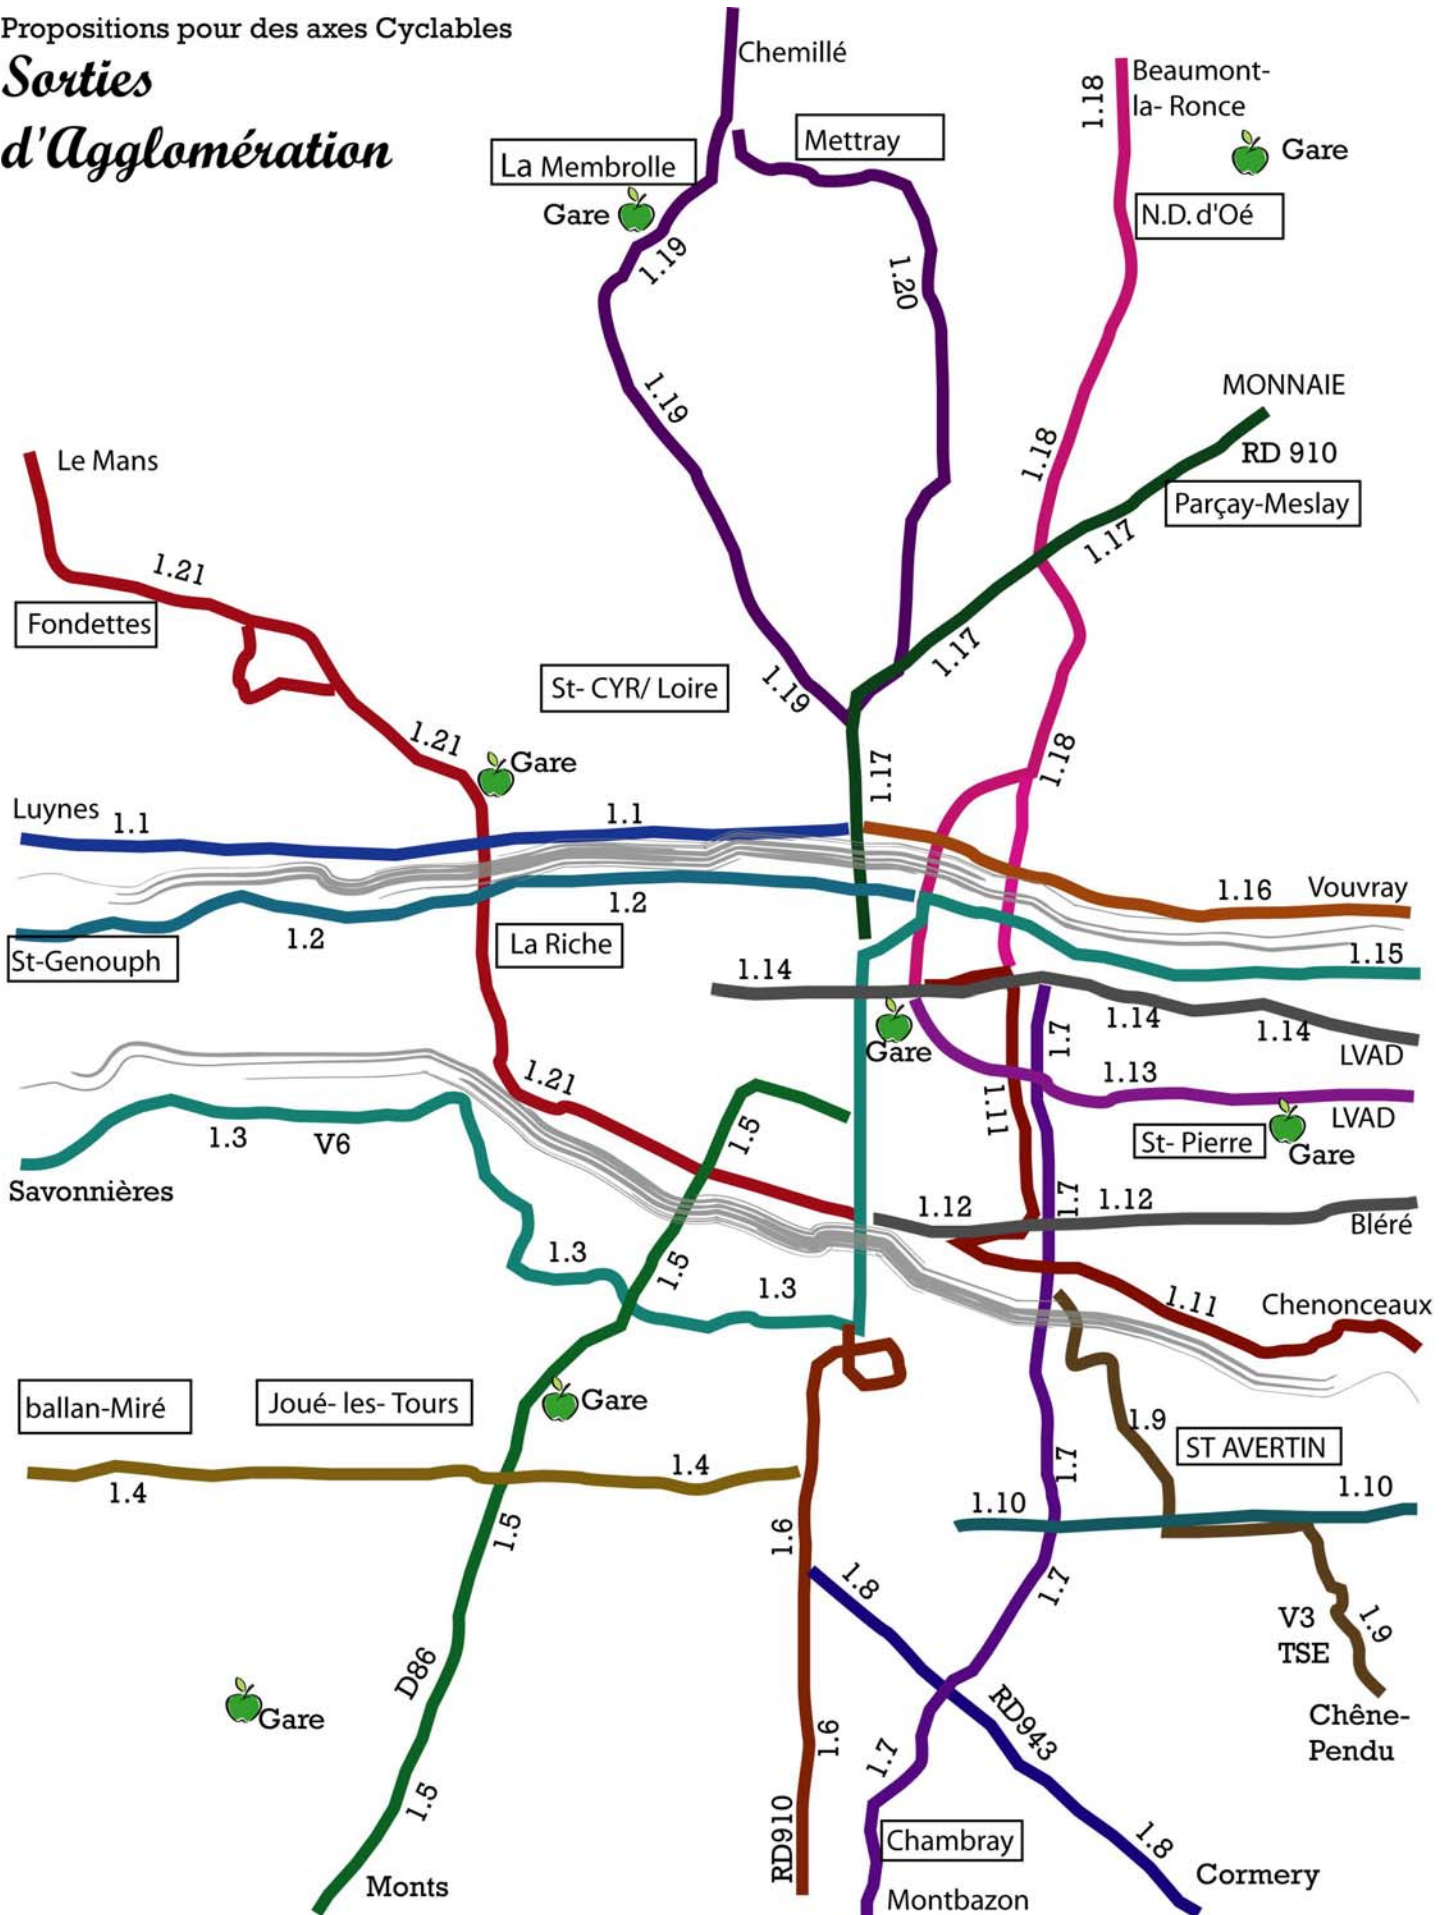 Propositions pour des axes Cyclables
Sorties
d'Agglomération
Chemillé
Beaumont-
la- Ronce
1.18
Mettray
La Membrolle
Gare
Gare
N.D. d'Oé
1.19
1.20
MONNAIE
1.19
RD 910
1.18
Le Mans
Parçay-Meslay
1.17
1.21
Fondettes
1.17
St- CYR/ Loire
1.19
1.21
Gare
1.18
1.17
Luynes
1.1
1.1
1.16
Vouvray
1.2
1.2
St-Genouph
La Riche
1.15
1.14
1.14
1.14
LVAD
Gare
1.7
1.21
1.13
LVAD
1.11
1.3
V6
1.5
St- Pierre
Gare
Savonnières
1.12
1.7
1.12
Bléré
1.3
1.5
1.3
1.11
Chenonceaux
ballan-Miré
Joué- les- Tours
Gare
1.9
ST AVERTIN
1.4
1.4
1.7
1.10
1.10
1.5
1.6
1.8
1.7
V3
TSE
1.9
D86
Gare
Chêne-
Pendu
RD943
1.6
1.7
1.5
RD910
Chambray
1.8
Monts
Cormery
Montbazon